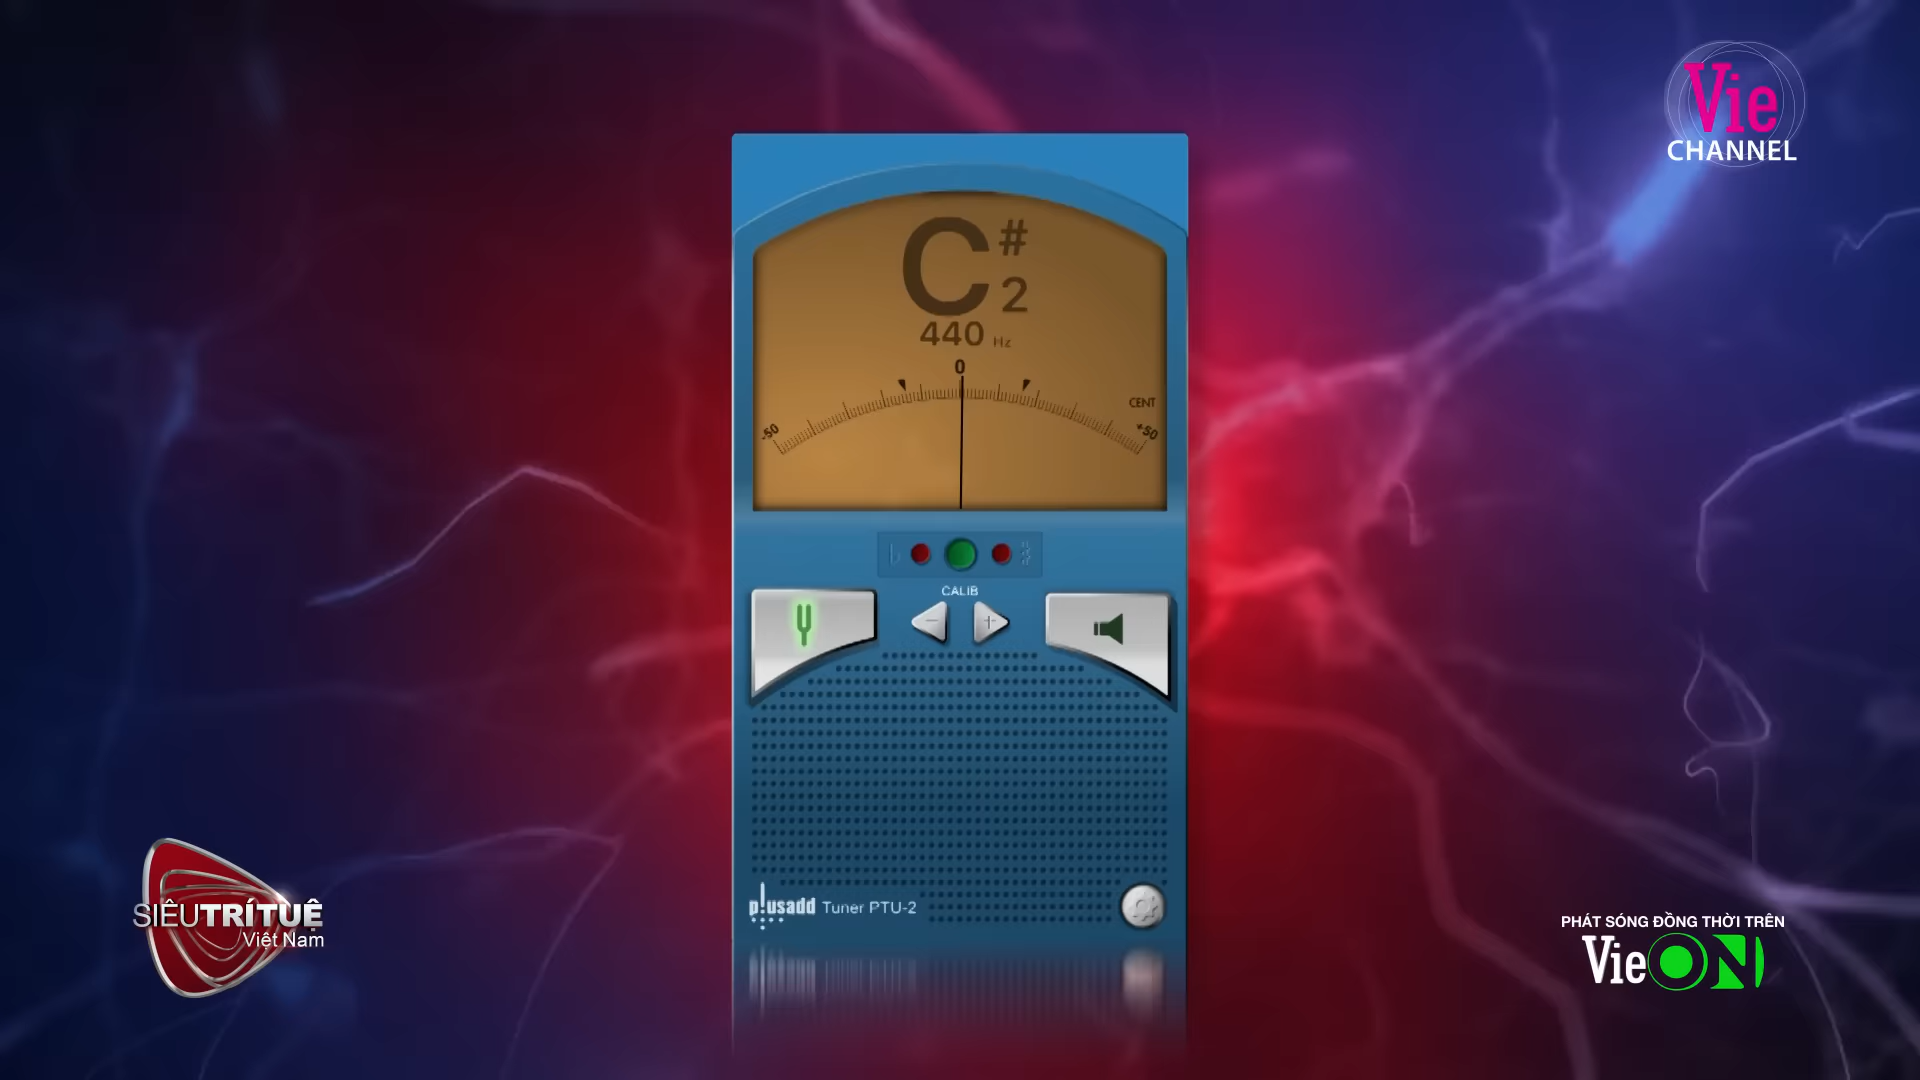 Vie
CHANNEL
C#
2
440 Hz
0
-50
CENT
+50
CALIB
plusadd Tuner PTU-2
SIÊUTRÍTUỆ
Việt Nam
PHÁT SÓNG ĐỒNG THỜI TRÊN
VieON